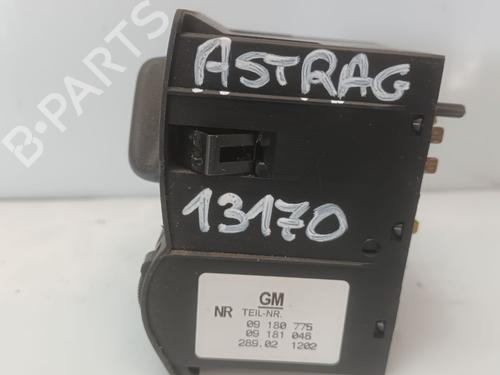 B-PARTS
ASTRAG
13170
GM
NR TEIL-NR.
09 180 775
09 181 046
289.02 1202